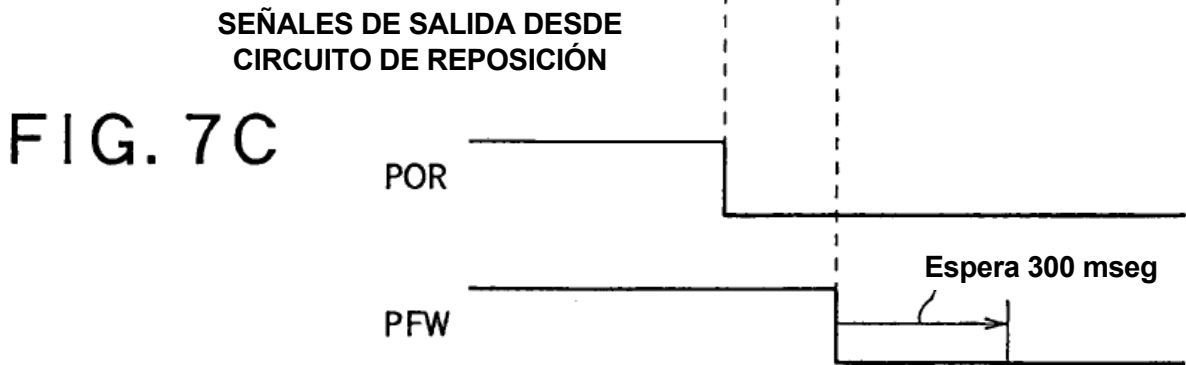 SEÑALES DE SALIDA DESDE
CIRCUITO DE REPOSICIÓN
FIG. 7C
POR
Espera 300 mseg
PFW